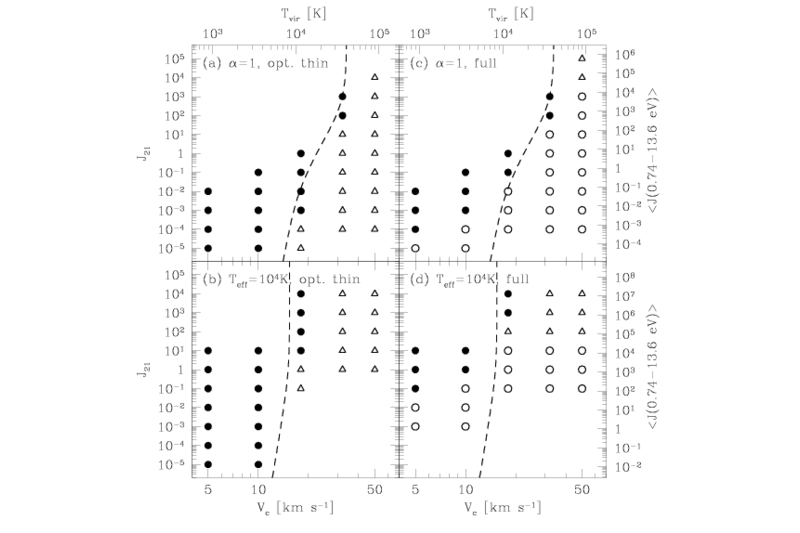 T_vir [K] T_vir [K]
10³ 10⁴ 10⁵ 10³ 10⁴ 10⁵
(a) α=1, opt. thin (c) α=1, full
10⁵ 10⁶
10⁴ 10⁵
10³ 10⁴
10² 10³
10¹ 10²
1 10¹
10⁻¹ 1
10⁻² 10⁻¹
10⁻³ 10⁻²
10⁻⁴ 10⁻³
10⁻⁵ 10⁻⁴
J₂₁ <J(0.74−13.6 eV)>
(b) T_eff=10⁴K, opt. thin (d) T_eff=10⁴K, full
10⁵ 10⁸
10⁴ 10⁷
10³ 10⁶
10² 10⁵
10¹ 10⁴
1 10³
10⁻¹ 10²
10⁻² 10¹
10⁻³ 1
10⁻⁴ 10⁻¹
10⁻⁵ 10⁻²
J₂₁ <J(0.74−13.6 eV)>
5 10 50 5 10 50
V_c [km s⁻¹] V_c [km s⁻¹]